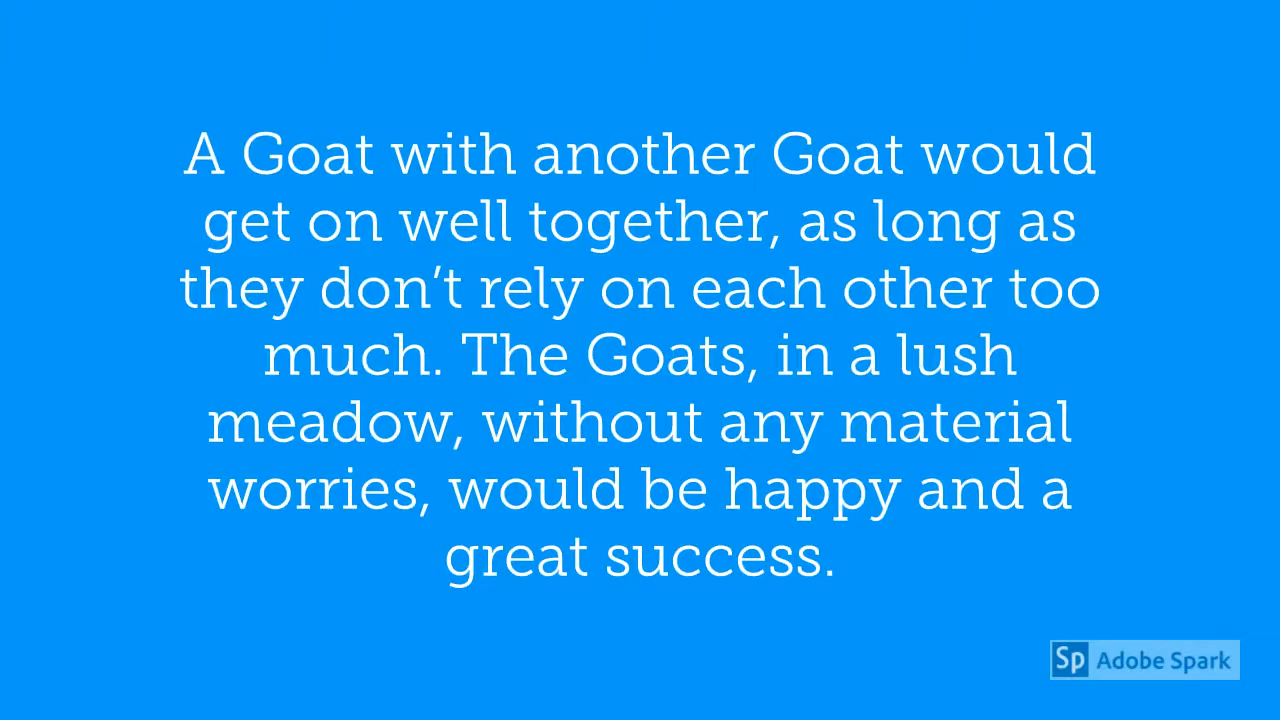 A Goat with another Goat would
get on well together, as long as
they don’t rely on each other too
much. The Goats, in a lush
meadow, without any material
worries, would be happy and a
great success.
Sp Adobe Spark